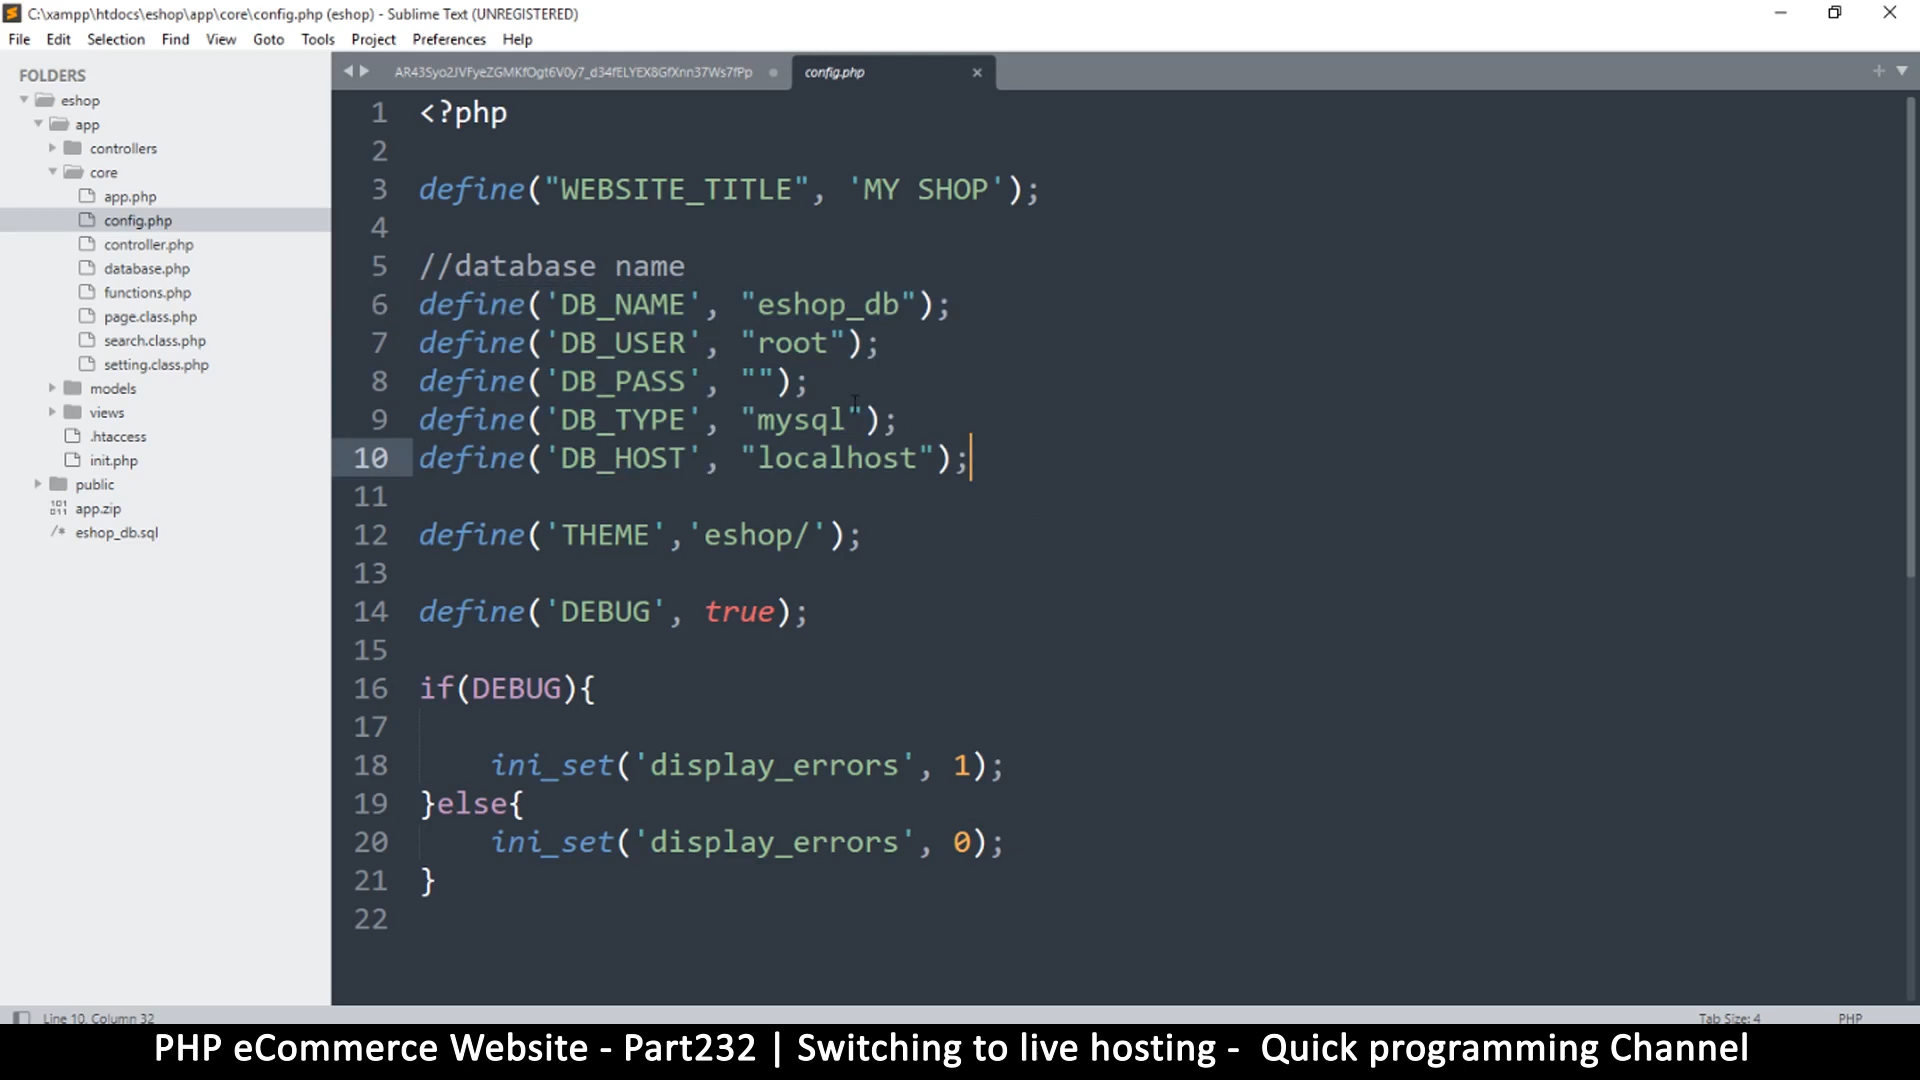 C:\xampp\htdocs\eshop\app\core\config.php (eshop) - Sublime Text (UNREGISTERED)
File Edit Selection Find View Goto Tools Project Preferences Help
FOLDERS
eshop
app
controllers
core
app.php
config.php
controller.php
database.php
functions.php
page.class.php
search.class.php
setting.class.php
models
views
.htaccess
init.php
public
app.zip
eshop_db.sql
config.php
1 <?php
2
3 define("WEBSITE_TITLE", 'MY SHOP');
4
5 //database name
6 define('DB_NAME', "eshop_db");
7 define('DB_USER', "root");
8 define('DB_PASS', "");
9 define('DB_TYPE', "mysql");
10 define('DB_HOST', "localhost");
11
12 define('THEME','eshop/');
13
14 define('DEBUG', true);
15
16 if(DEBUG){
17
18 ini_set('display_errors', 1);
19 }else{
20 ini_set('display_errors', 0);
21 }
22
Line 10, Column 32 Tab Size: 4 PHP
PHP eCommerce Website - Part232 | Switching to live hosting - Quick programming Channel